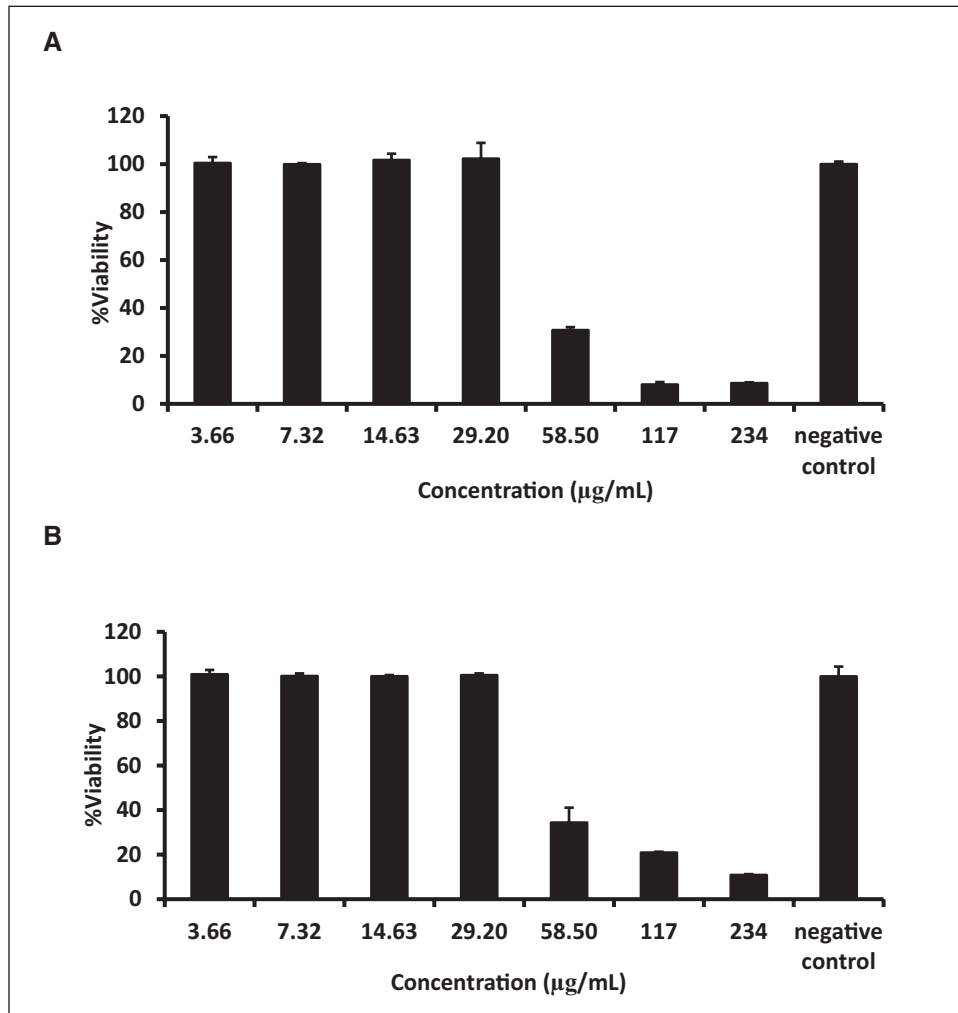 A
120
100
80
60
40
20
0
%Viability
3.66 7.32 14.63 29.20 58.50 117 234 negative
control
Concentration (µg/mL)
B
120
100
80
60
40
20
0
%Viability
3.66 7.32 14.63 29.20 58.50 117 234 negative
control
Concentration (µg/mL)